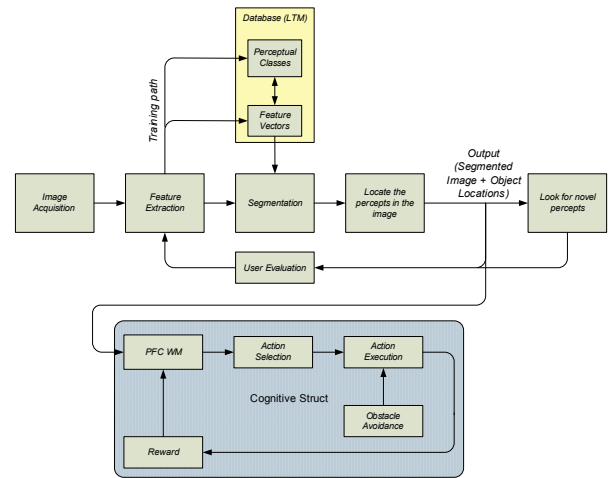 Database (LTM)
Perceptual
Classes
Feature
Vectors
Training path
Output
(Segmented
Image + Object
Locations)
Image
Acquisition
Feature
Extraction
Segmentation
Locate the
percepts in the
image
Look for novel
percepts
User Evaluation
PFC WM
Action
Selection
Action
Execution
Cognitive Struct
Obstacle
Avoidance
Reward